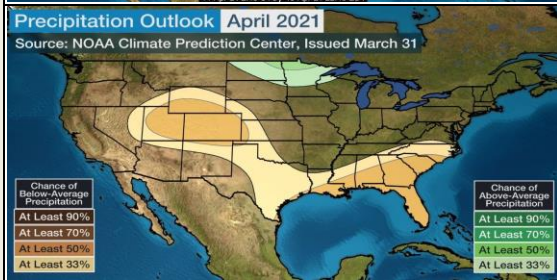 Precipitation Outlook April 2021
Source: NOAA Climate Prediction Center, Issued March 31
Chance of
Below-Average
Precipitation
At Least 90%
At Least 70%
At Least 50%
At Least 33%
Chance of
Above-Average
Precipitation
At Least 90%
At Least 70%
At Least 50%
At Least 33%